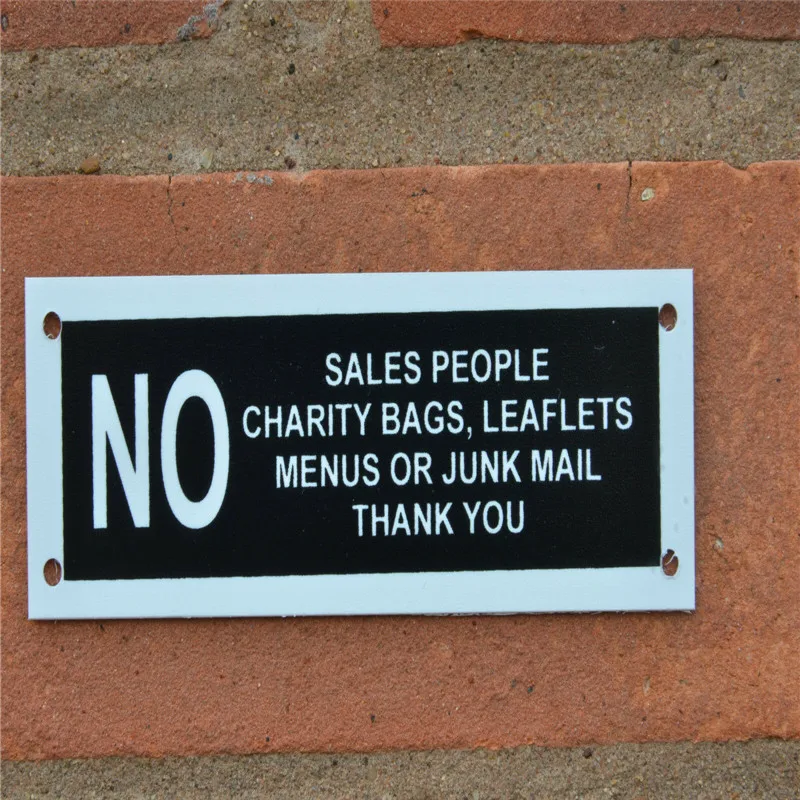 NO
SALES PEOPLE
CHARITY BAGS, LEAFLETS
MENUS OR JUNK MAIL
THANK YOU